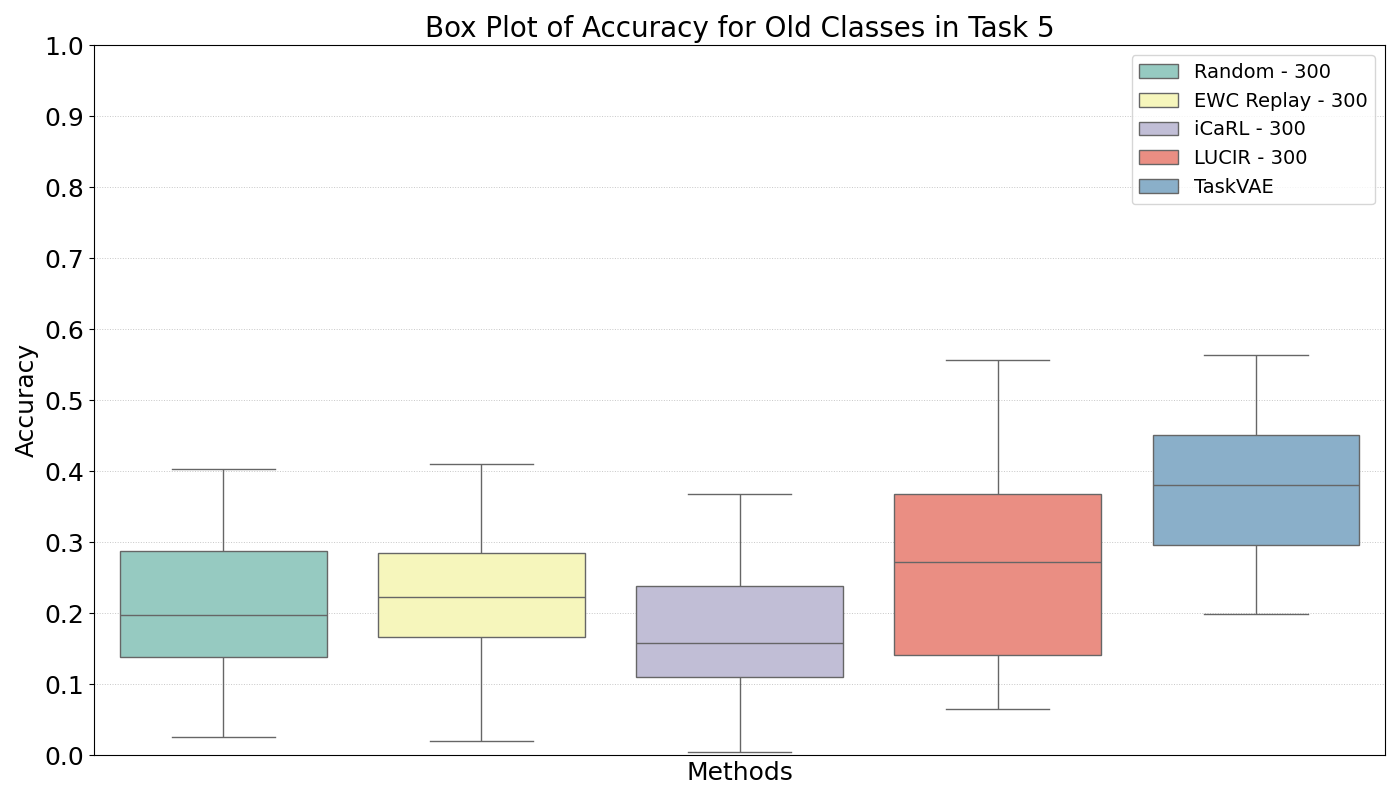 Box Plot of Accuracy for Old Classes in Task 5
1.0
0.9
0.8
0.7
0.6
0.5
0.4
0.3
0.2
0.1
0.0
Accuracy
Methods
Random - 300
EWC Replay - 300
iCaRL - 300
LUCIR - 300
TaskVAE